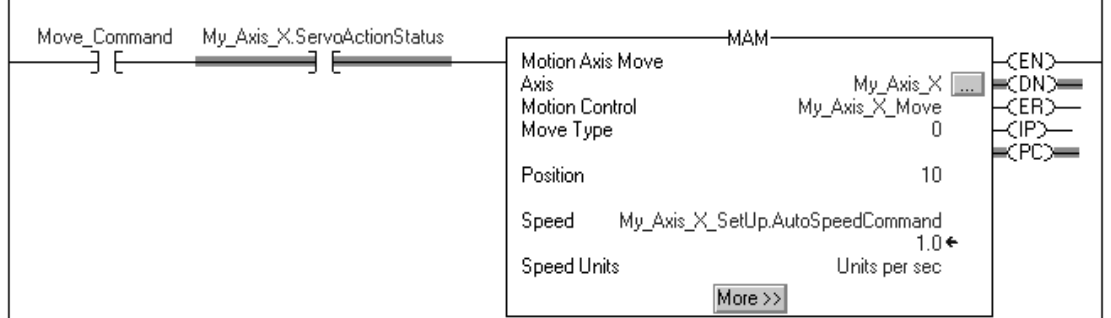 Move_Command My_Axis_X.ServoActionStatus
MAM
Motion Axis Move
Axis My_Axis_X ...
Motion Control My_Axis_X_Move
Move Type 0
Position 10
Speed My_Axis_X_SetUp.AutoSpeedCommand
1.0
Speed Units Units per sec
More >>
EN
DN
ER
IP
PC